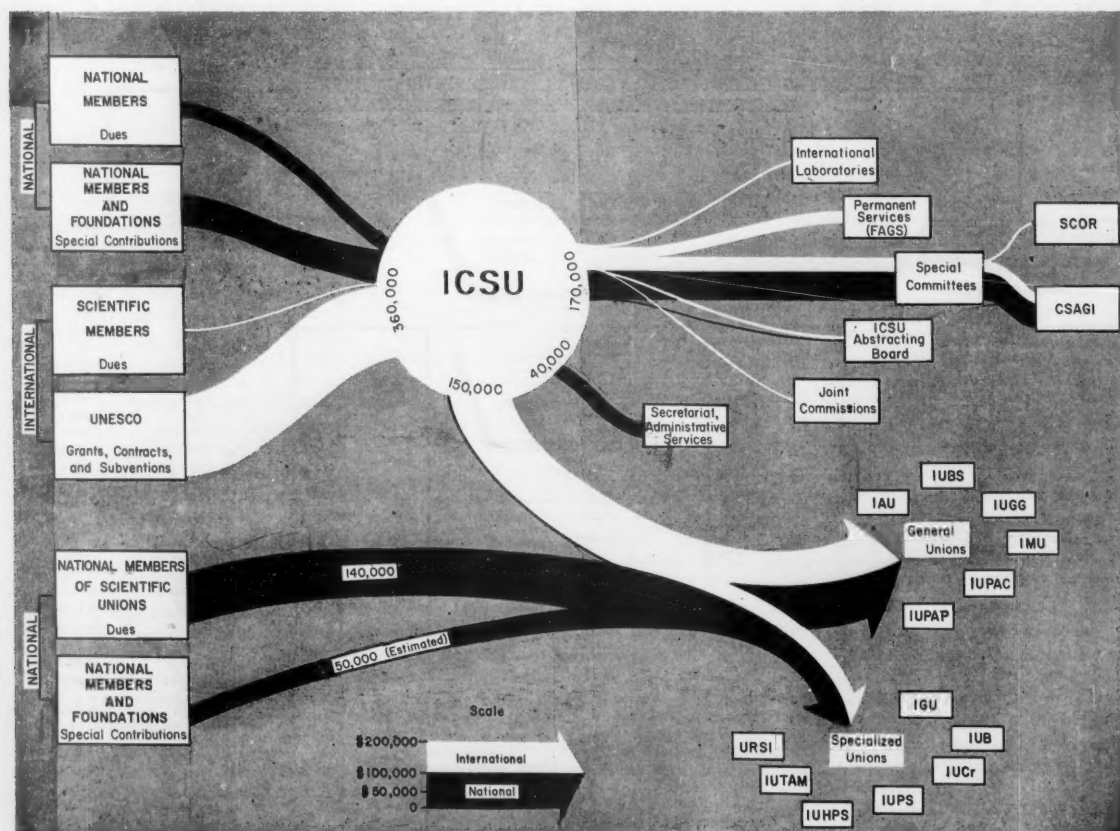 NATIONAL
NATIONAL
MEMBERS
Dues
NATIONAL
MEMBERS
AND
FOUNDATIONS
Special Contributions
INTERNATIONAL
SCIENTIFIC
MEMBERS
Dues
UNESCO
Grants, Contracts,
and Subventions
NATIONAL
NATIONAL MEMBERS
OF SCIENTIFIC
UNIONS
Dues
NATIONAL
MEMBERS
AND
FOUNDATIONS
Special Contributions
ICSU
360,000
170,000
40,000
150,000
International
Laboratories
Permanent
Services
(FAGS)
Special
Committees
SCOR
CSAGI
ICSU
Abstracting
Board
Joint
Commissions
Secretariat,
Administrative
Services
140,000
50,000 (Estimated)
IAU
IUBS
IUGG
General
Unions
IMU
IUPAC
IUPAP
IGU
URSI
Specialized
Unions
IUB
IUCr
IUTAM
IUPS
IUHPS
Scale
$200,000
International
$100,000
$50,000
National
0